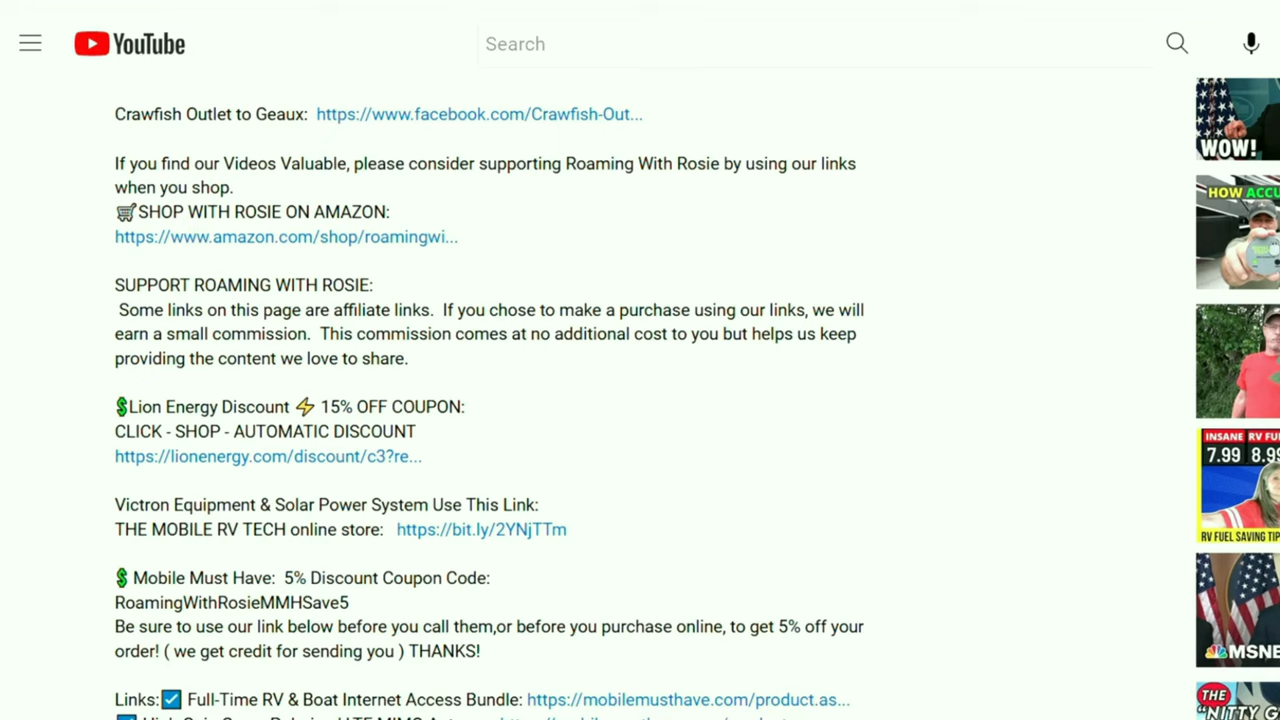 YouTube
Search
Crawfish Outlet to Geaux: https://www.facebook.com/Crawfish-Out...
If you find our Videos Valuable, please consider supporting Roaming With Rosie by using our links
when you shop.
🛒SHOP WITH ROSIE ON AMAZON:
https://www.amazon.com/shop/roamingwi...
SUPPORT ROAMING WITH ROSIE:
Some links on this page are affiliate links. If you chose to make a purchase using our links, we will
earn a small commission. This commission comes at no additional cost to you but helps us keep
providing the content we love to share.
💲Lion Energy Discount ⚡ 15% OFF COUPON:
CLICK - SHOP - AUTOMATIC DISCOUNT
https://lionenergy.com/discount/c3?re...
Victron Equipment & Solar Power System Use This Link:
THE MOBILE RV TECH online store: https://bit.ly/2YNjTTm
💲 Mobile Must Have: 5% Discount Coupon Code:
RoamingWithRosieMMHSave5
Be sure to use our link below before you call them,or before you purchase online, to get 5% off your
order! ( we get credit for sending you ) THANKS!
Links:☑️ Full-Time RV & Boat Internet Access Bundle: https://mobilemusthave.com/product.as...
WOW!
HOW ACCU
INSANE RV FU
7.99 8.9
RV FUEL SAVING TIP
MSNB
THE
"NITTY G